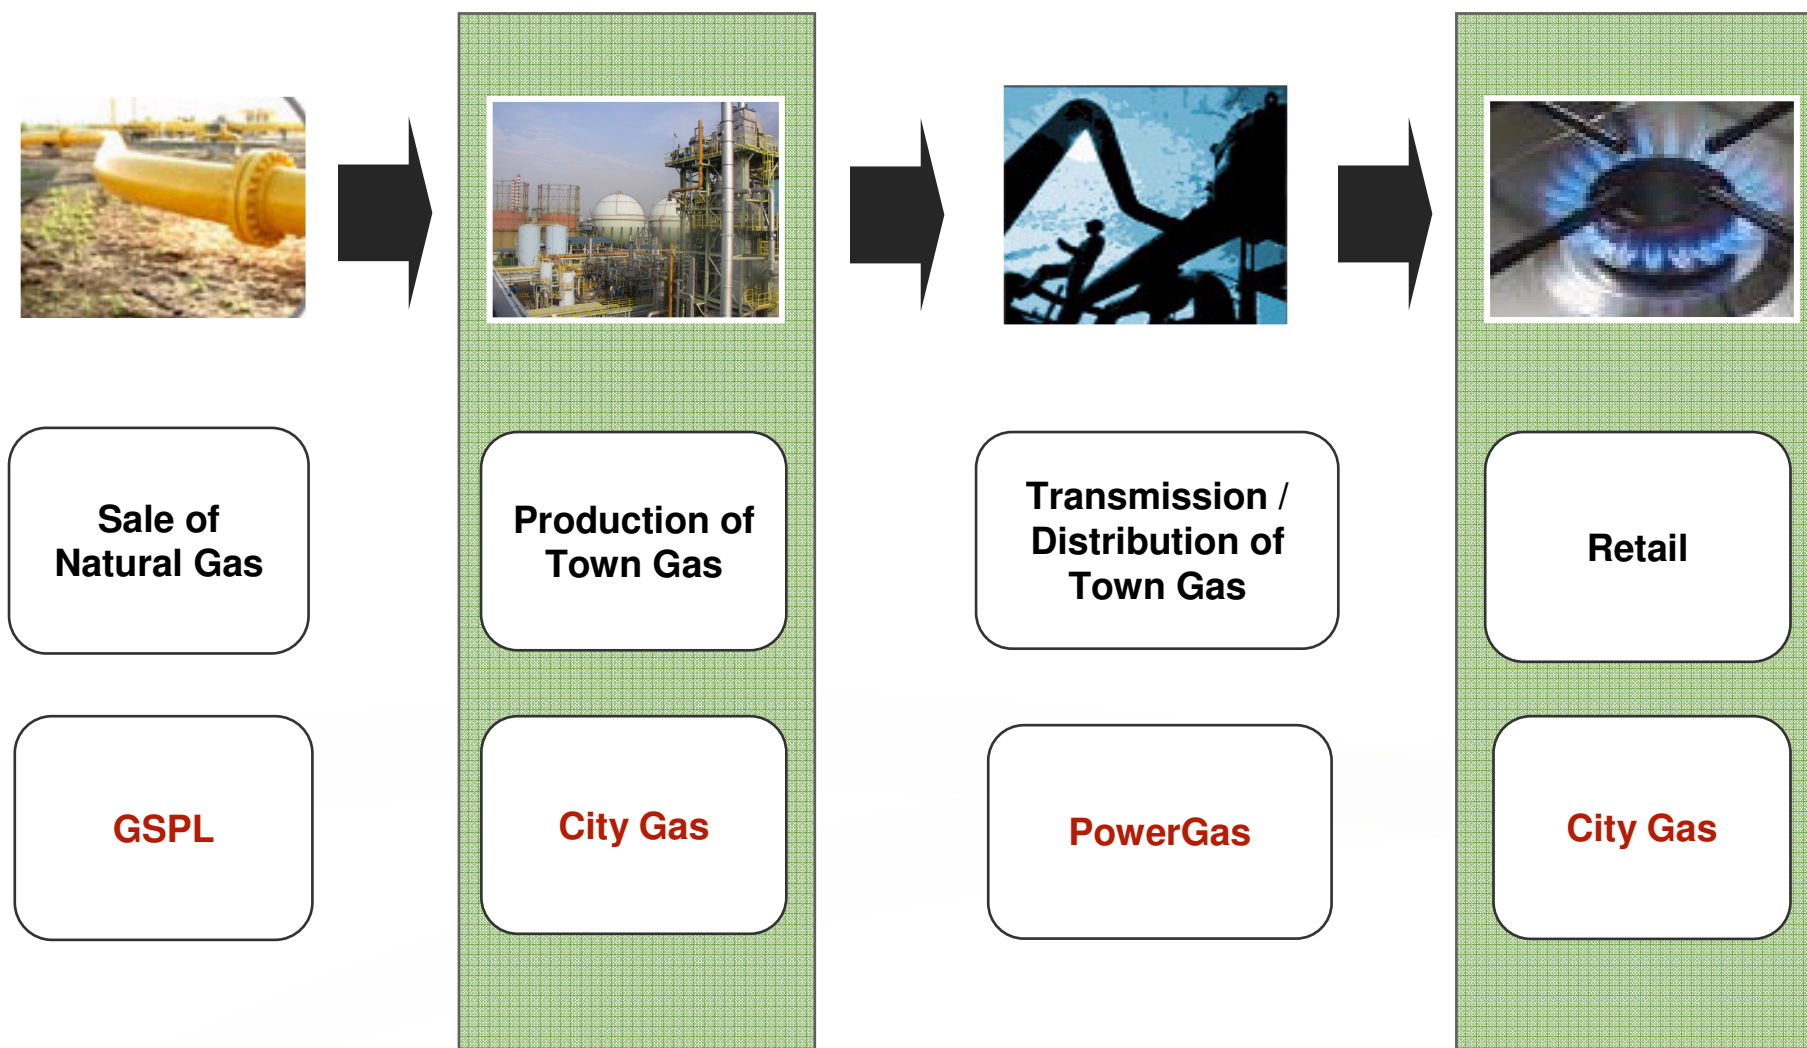 Sale of
Natural Gas
Production of
Town Gas
Transmission /
Distribution of
Town Gas
Retail
GSPL
City Gas
PowerGas
City Gas